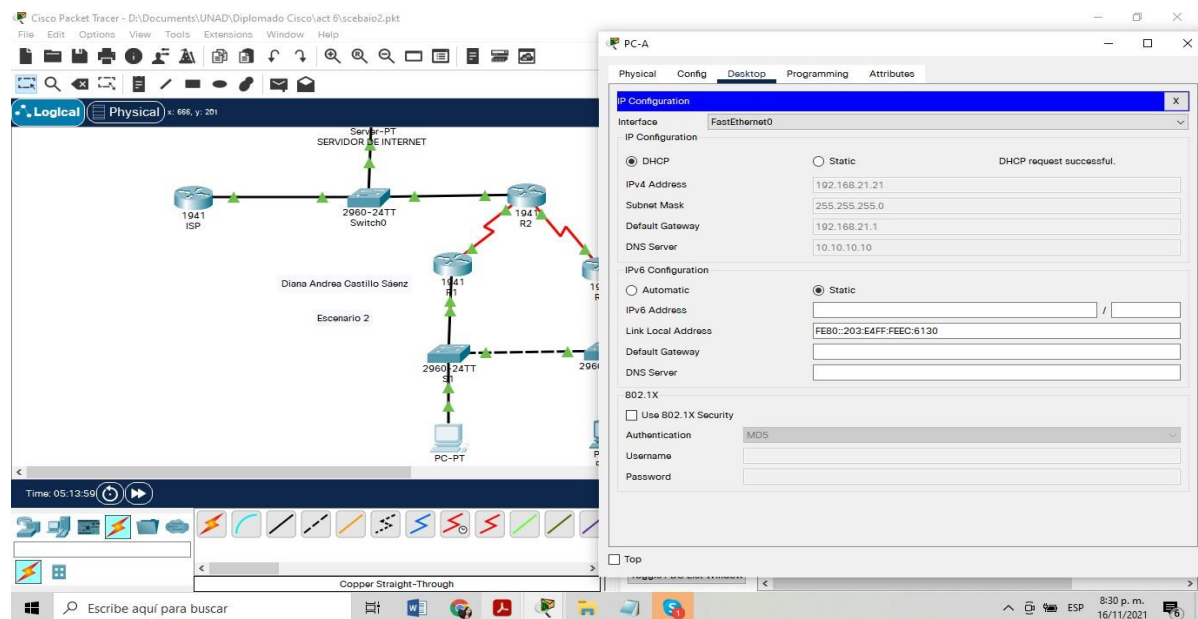 Cisco Packet Tracer - D:\Documents\UNAD\Diplomado Cisco\act 6\scebaio2.pkt
File Edit Options View Tools Extensions Window Help
Logical Physical x: 666, y: 201
Server-PT
SERVIDOR DE INTERNET
1941
ISP
2960-24TT
Switch0
1941
R2
1941
R1
19
Diana Andrea Castillo Sáenz
Escenario 2
2960-24TT
S1
296
PC-PT
P
Time: 05:13:59
Copper Straight-Through
PC-A
Physical Config Desktop Programming Attributes
IP Configuration X
Interface FastEthernet0
IP Configuration
DHCP Static DHCP request successful.
IPv4 Address 192.168.21.21
Subnet Mask 255.255.255.0
Default Gateway 192.168.21.1
DNS Server 10.10.10.10
IPv6 Configuration
Automatic Static
IPv6 Address /
Link Local Address FE80::203:E4FF:FEEC:6130
Default Gateway
DNS Server
802.1X
Use 802.1X Security
Authentication MD5
Username
Password
Top
Escribe aquí para buscar
ESP
8:30 p. m.
16/11/2021
6